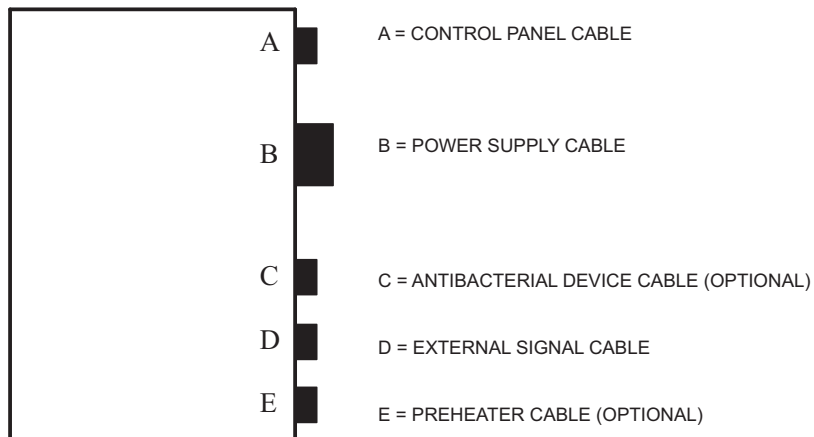 A
A = CONTROL PANEL CABLE
B
B = POWER SUPPLY CABLE
C
C = ANTIBACTERIAL DEVICE CABLE (OPTIONAL)
D
D = EXTERNAL SIGNAL CABLE
E
E = PREHEATER CABLE (OPTIONAL)